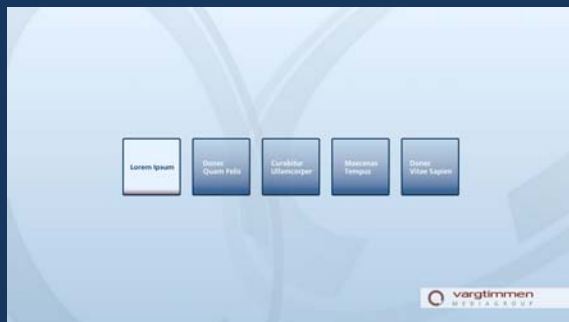 Lorem Ipsum
Donec
Quam Felis
Curabitur
Ullamcorper
Maecenas
Tempus
Donec
Vitae Sapien
vargtimmen
MEDIAGROUP